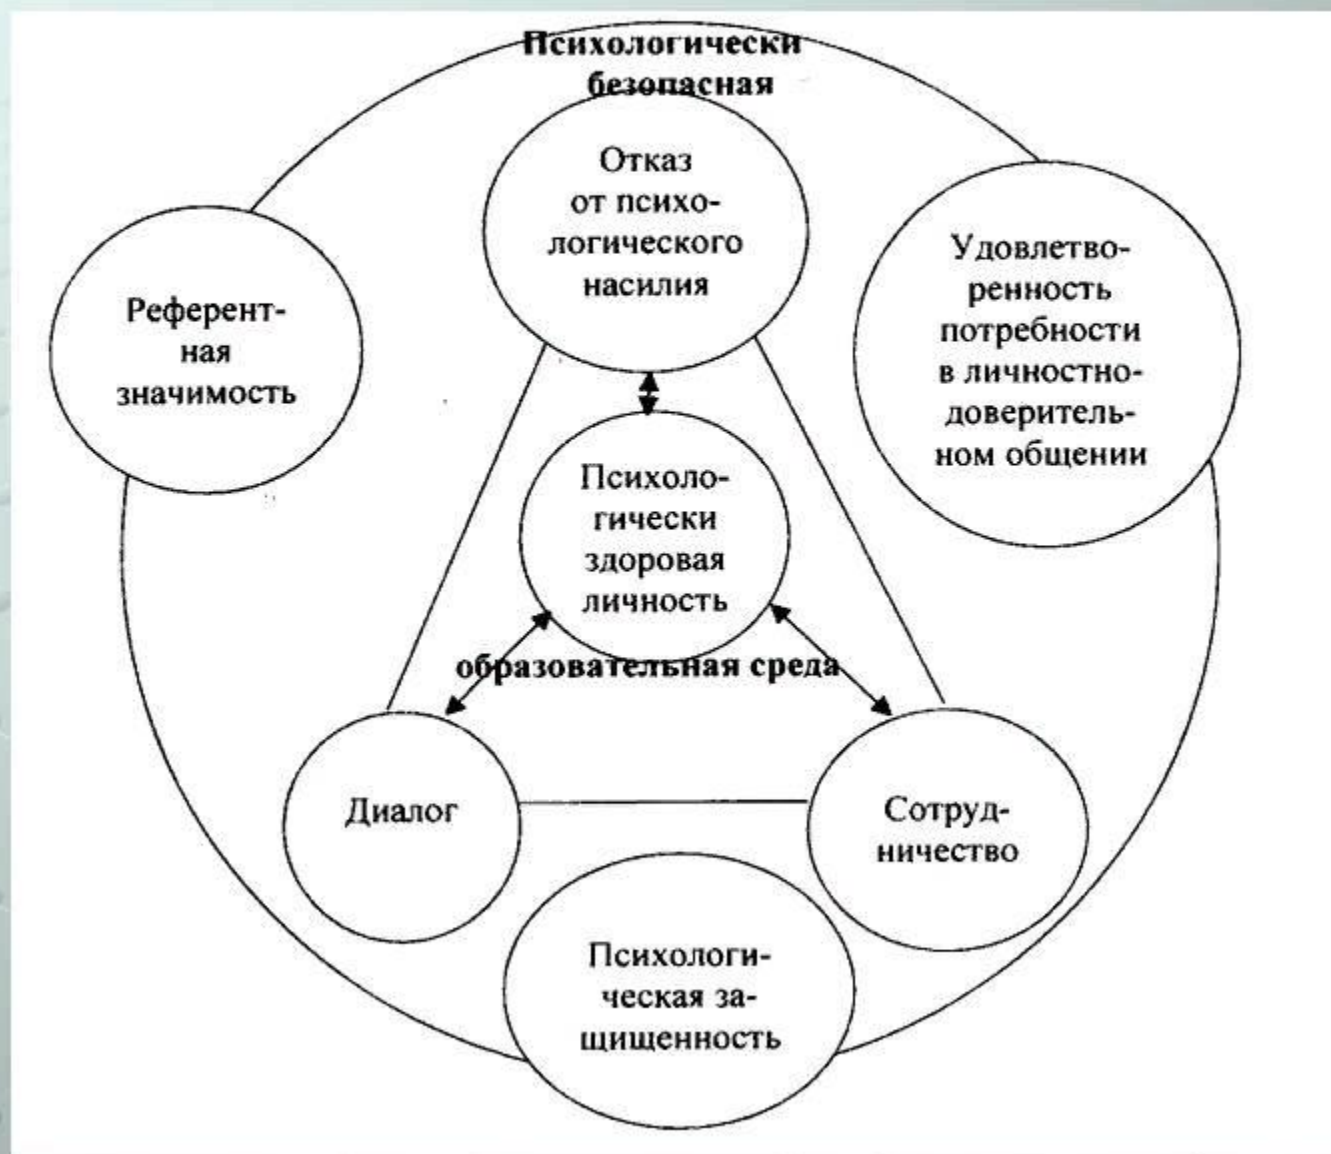 Психологически
безопасная
Отказ
от психо-
логического
насилия
Референт-
ная
значимость
Удовлетво-
ренность
потребности
в личностно-
доверитель-
ном общении
Психоло-
гически
здоровая
личность
образовательная среда
Диалог
Сотруд-
ничество
Психологи-
ческая за-
щищенность